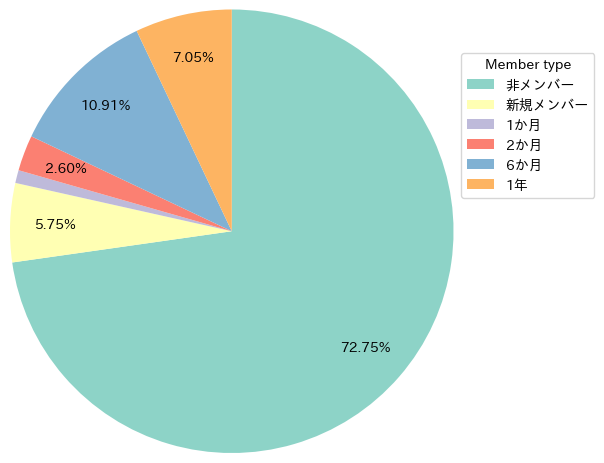 7.05%
10.91%
2.60%
5.75%
72.75%
Member type
非メンバー
新規メンバー
1か月
2か月
6か月
1年